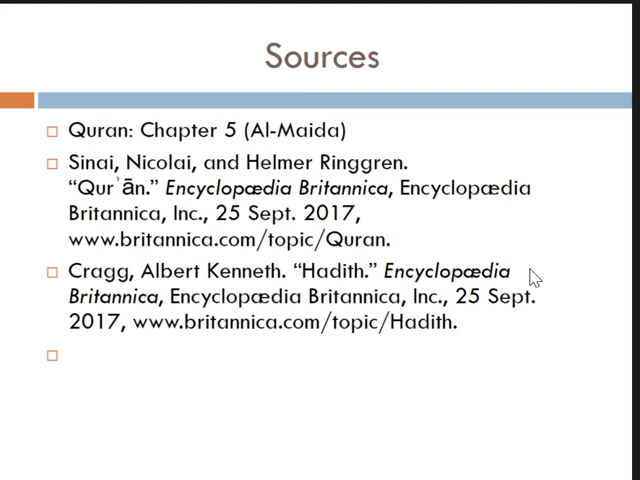 Sources
Quran: Chapter 5 (Al-Maida)
Sinai, Nicolai, and Helmer Ringgren.
“Qurʾān.” Encyclopædia Britannica, Encyclopædia
Britannica, Inc., 25 Sept. 2017,
www.britannica.com/topic/Quran.
Cragg, Albert Kenneth. “Hadith.” Encyclopædia
Britannica, Encyclopædia Britannica, Inc., 25 Sept.
2017, www.britannica.com/topic/Hadith.